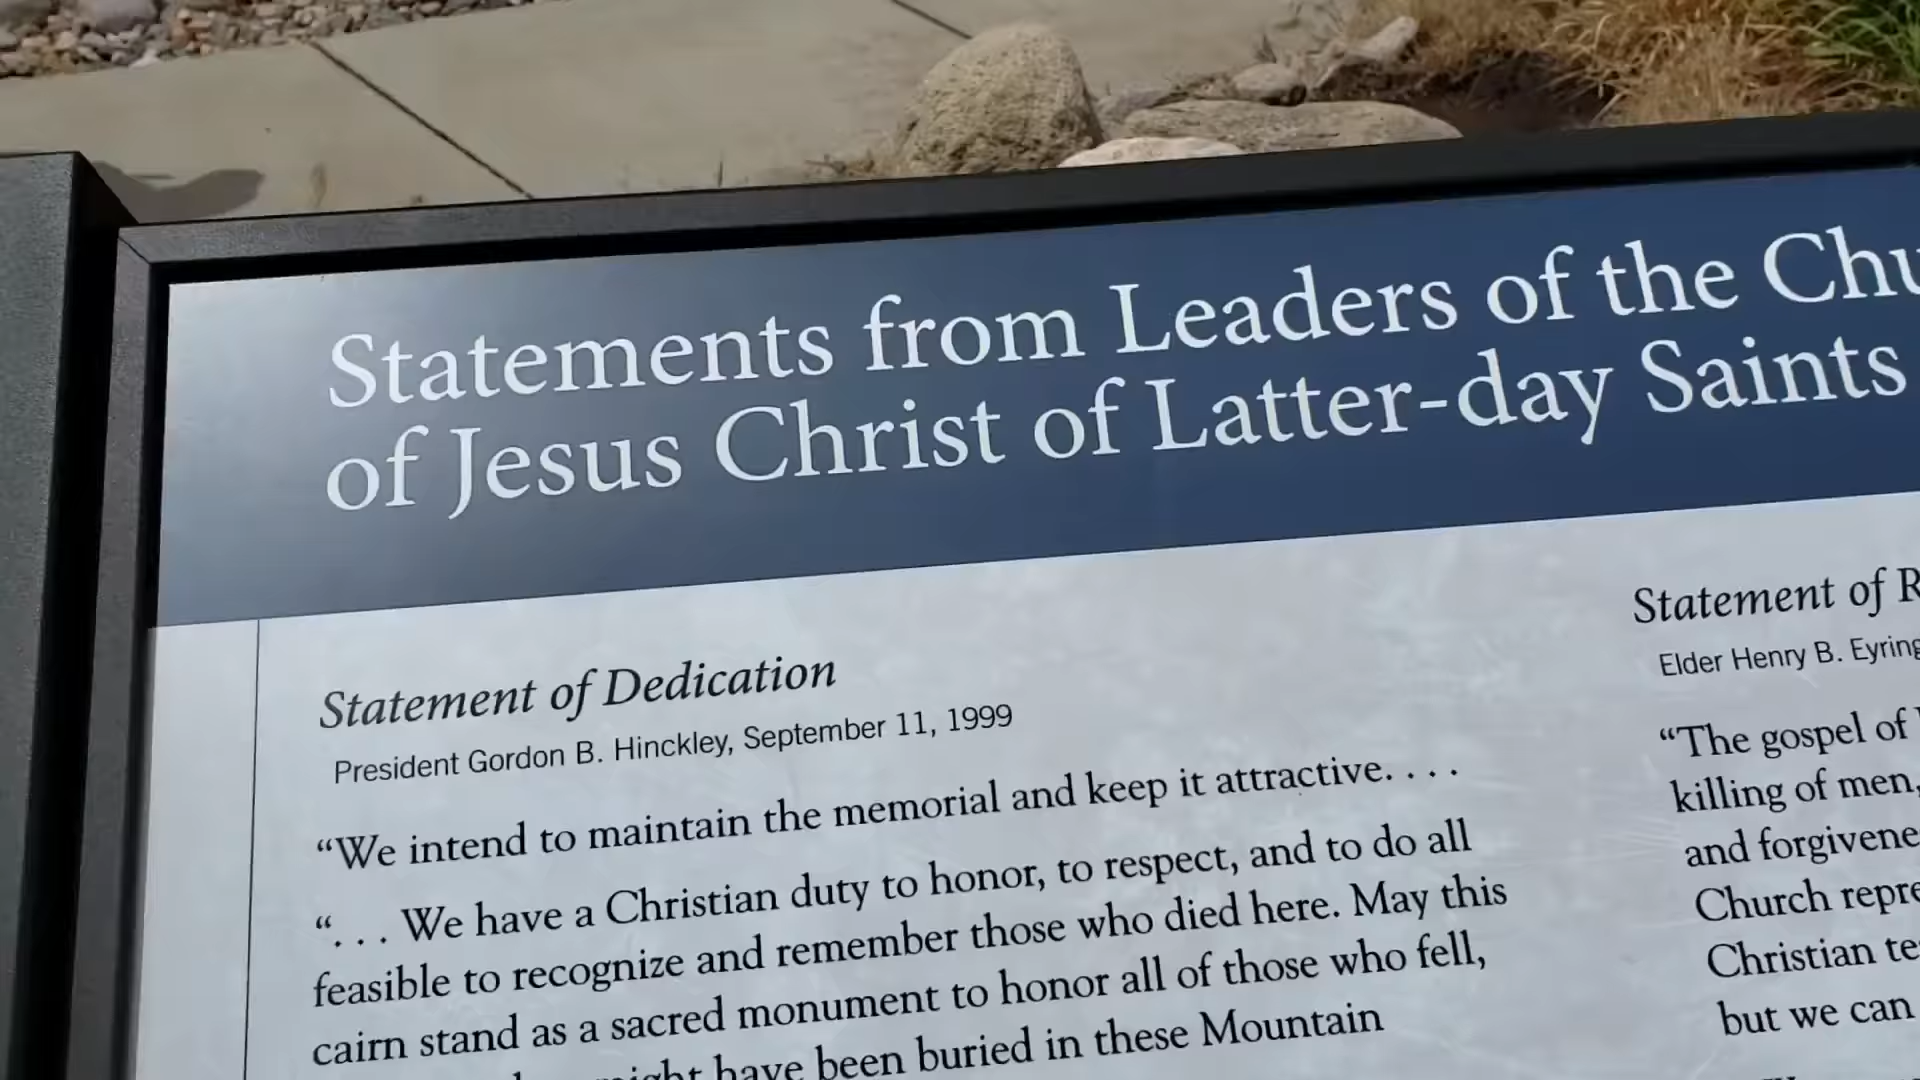 Statements from Leaders of the
of Jesus Christ of Latter-day Saints
Statement of Dedication
President Gordon B. Hinckley, September 11, 1999
“We intend to maintain the memorial and keep it attractive. . . .
“. . . We have a Christian duty to honor, to respect, and to do all
feasible to recognize and remember those who died here. May this
cairn stand as a sacred monument to honor all of those who fell,
have been buried in these Mountain
Statement of
Elder Henry B. Eyring
“The gospel of
killing of men,
and
Church
Christian
but we can